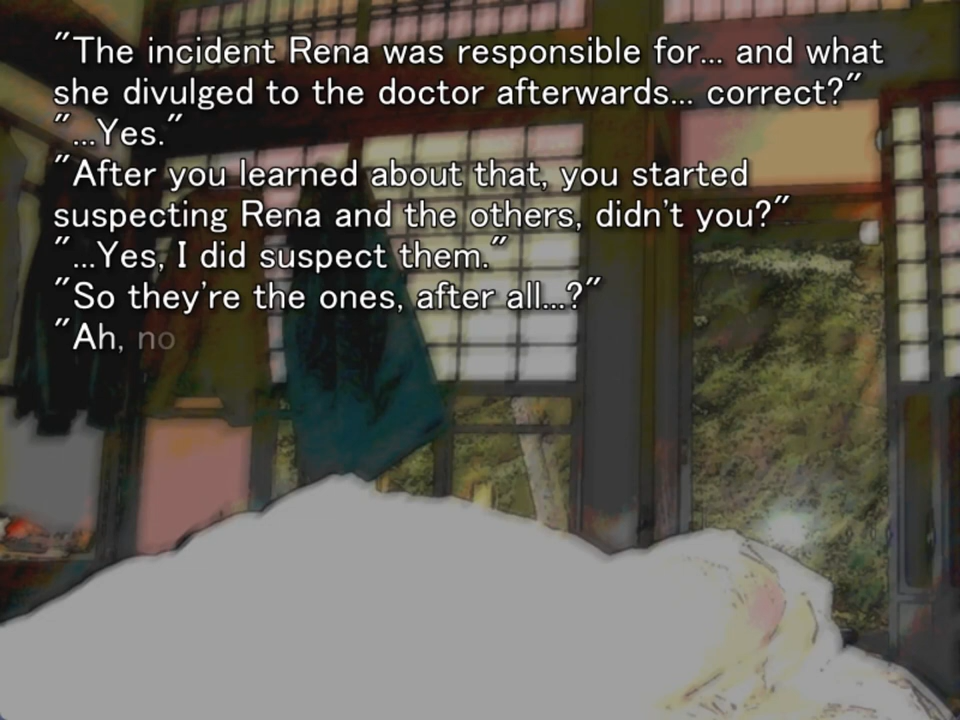 "The incident Rena was responsible for... and what
she divulged to the doctor afterwards... correct?"
"...Yes."
"After you learned about that, you started
suspecting Rena and the others, didn't you?"
"...Yes, I did suspect them."
"So they're the ones, after all...?"
"Ah, no